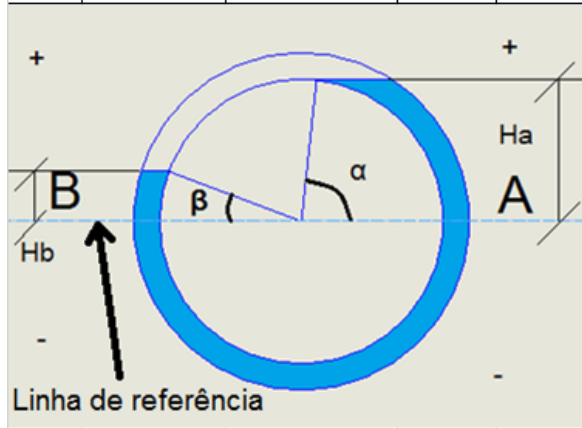 +
+
Ha
α
B
β
A
Hb
-
-
Linha de referência